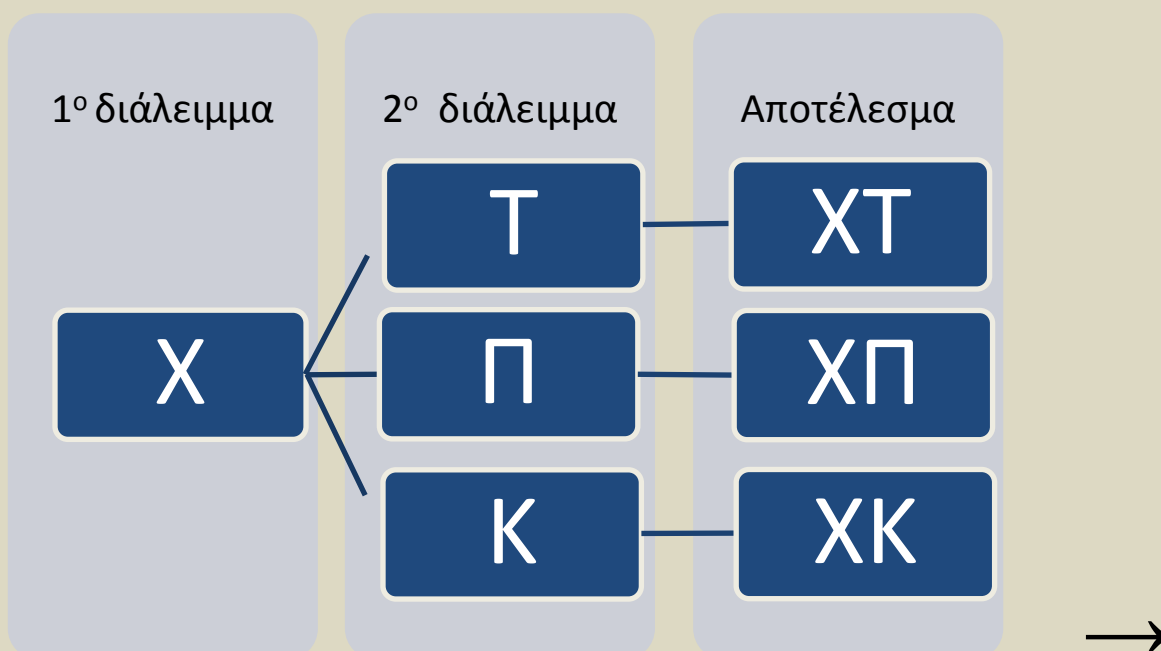 1ο διάλειμμα
2ο διάλειμμα
Αποτέλεσμα
Τ
ΧΤ
Χ
Π
ΧΠ
Κ
ΧΚ